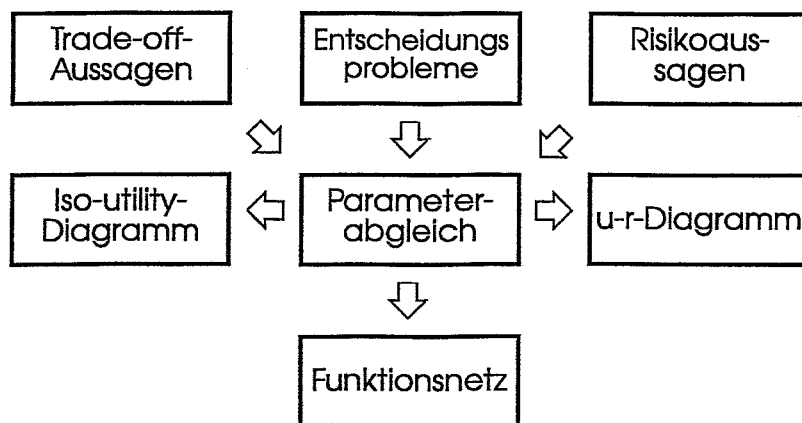 Trade-off-
Aussagen
Entscheidungs
probleme
Risikoaus-
sagen
Iso-utility-
Diagramm
Parameter-
abgleich
u-r-Diagramm
Funktionsnetz